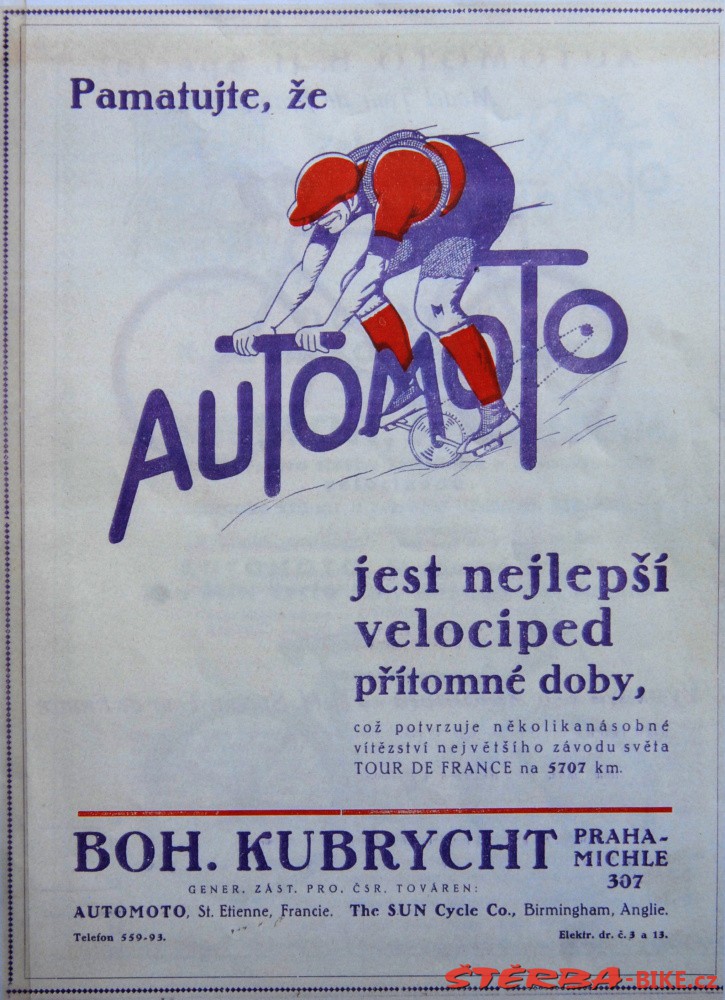 Pamatujte, že
AUTOMOTO
jest nejlepší
velociped
přítomné doby,
což potvrzuje několikanásobné
vítězství největšího závodu světa
TOUR DE FRANCE na 5707 km.
BOH. KUBRYCHT
PRAHA-
MICHLE
307
GENER. ZÁST. PRO. ČSR. TOVÁREN:
AUTOMOTO, St. Etienne, Francie. The SUN Cycle Co., Birmingham, Anglie.
Telefon 559-93. Elektr. dr. č. 3 a 13.
ŠTĚRBA-BIKE.cz